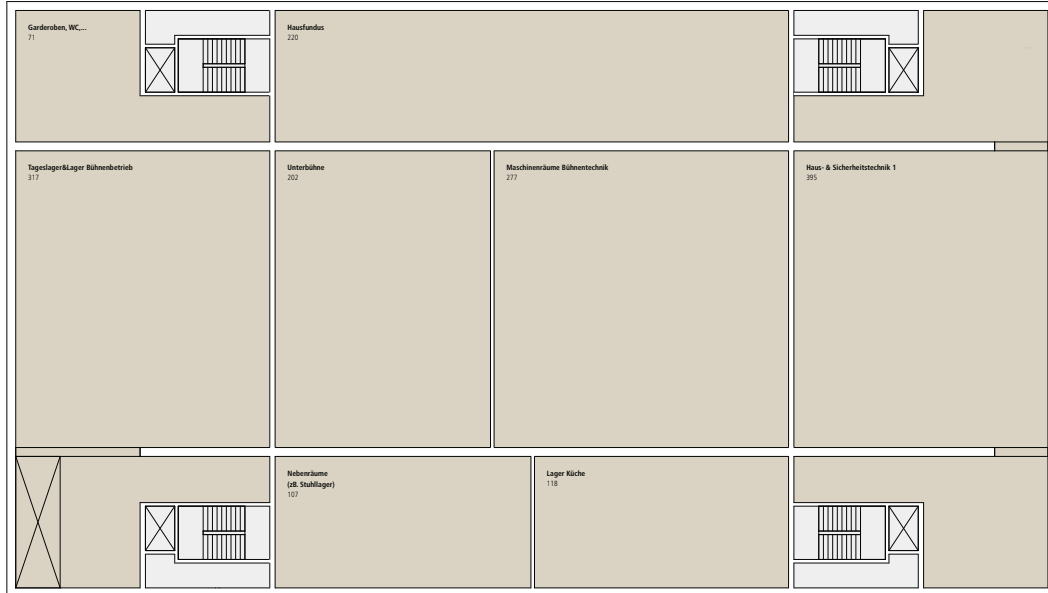 Garderoben, WC,...
71
Hausfundus
220
Tageslager&Lager Bühnenbetrieb
317
Unterbühne
202
Maschinenräume Bühnentechnik
277
Haus- & Sicherheitstechnik 1
395
Nebenräume
(zB. Stuhllager)
107
Lager Küche
118